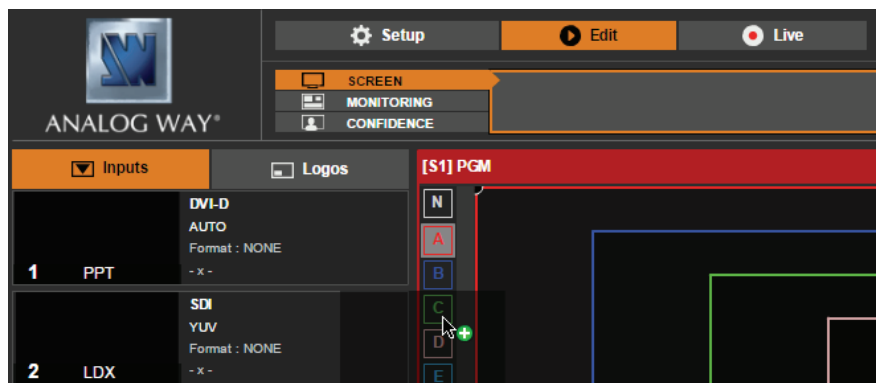 Setup
Edit
Live
SCREEN
MONITORING
CONFIDENCE
ANALOG WAY®
Inputs
Logos
[S1] PGM
DVI-D
AUTO
Format : NONE
1 PPT - x -
SDI
YUV
Format : NONE
2 LDX - x -
N
A
B
C
D
E